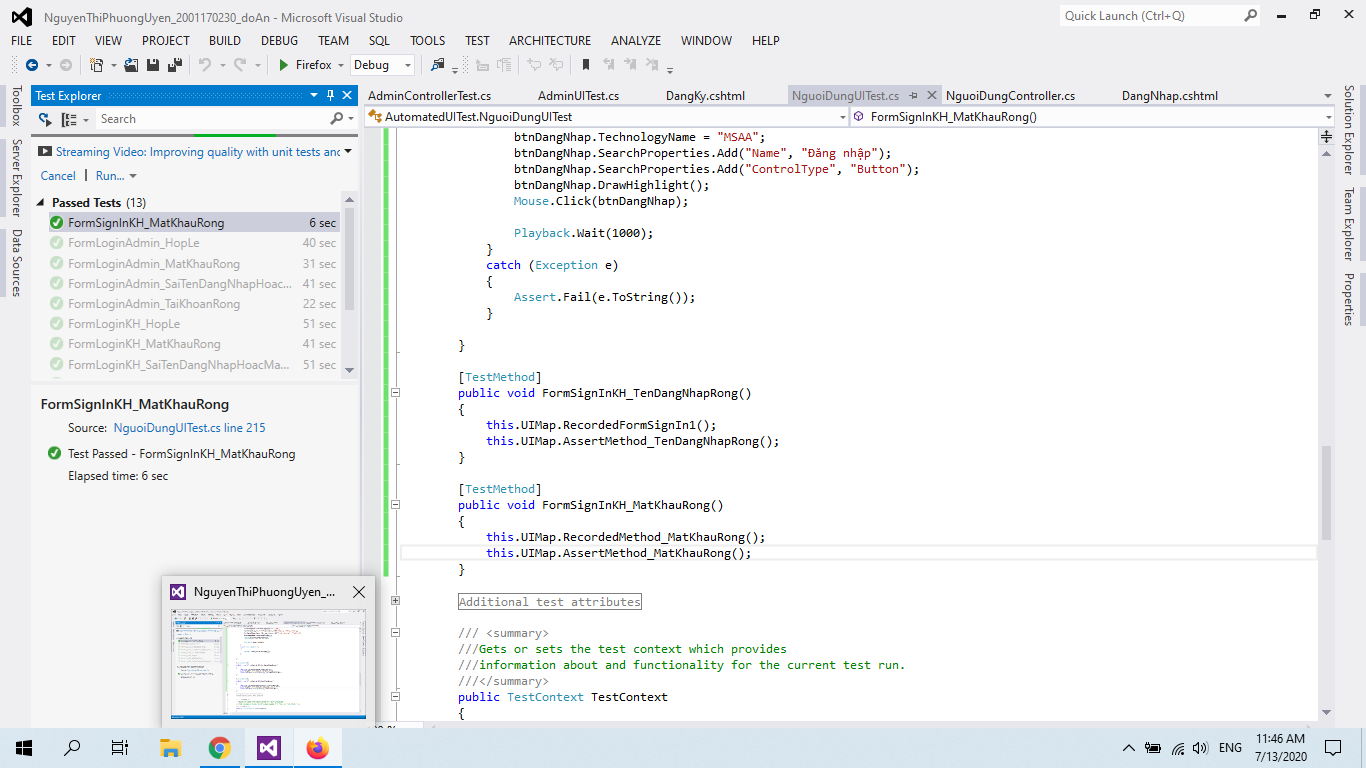 NguyenThiPhuongUyen_2001170230_doAn - Microsoft Visual Studio
Quick Launch (Ctrl+Q)
FILE EDIT VIEW PROJECT BUILD DEBUG TEAM SQL TOOLS TEST ARCHITECTURE ANALYZE WINDOW HELP
Firefox Debug
Toolbox
Server Explorer
Data Sources
Test Explorer
Search
Streaming Video: Improving quality with unit tests and
Cancel | Run...
Passed Tests (13)
FormSignInKH_MatKhauRong 6 sec
FormLoginAdmin_HopLe 40 sec
FormLoginAdmin_MatKhauRong 31 sec
FormLoginAdmin_SaiTenDangNhapHoac... 41 sec
FormLoginAdmin_TaiKhoanRong 22 sec
FormLoginKH_HopLe 51 sec
FormLoginKH_MatKhauRong 41 sec
FormLoginKH_SaiTenDangNhapHoacMa... 51 sec
FormSignInKH_MatKhauRong
Source: NguoiDungUITest.cs line 215
Test Passed - FormSignInKH_MatKhauRong
Elapsed time: 6 sec
NguyenThiPhuongUyen_...
AdminControllerTest.cs AdminUITest.cs DangKy.cshtml NguoiDungUITest.cs NguoiDungController.cs DangNhap.cshtml
AutomatedUITest.NguoiDungUITest FormSignInKH_MatKhauRong()
btnDangNhap.TechnologyName = "MSAA";
btnDangNhap.SearchProperties.Add("Name", "Đăng nhập");
btnDangNhap.SearchProperties.Add("ControlType", "Button");
btnDangNhap.DrawHighlight();
Mouse.Click(btnDangNhap);
Playback.Wait(1000);
}
catch (Exception e)
{
Assert.Fail(e.ToString());
}
}
[TestMethod]
public void FormSignInKH_TenDangNhapRong()
{
this.UIMap.RecordedFormSignIn1();
this.UIMap.AssertMethod_TenDangNhapRong();
}
[TestMethod]
public void FormSignInKH_MatKhauRong()
{
this.UIMap.RecordedMethod_MatKhauRong();
this.UIMap.AssertMethod_MatKhauRong();
}
Additional test attributes
/// <summary>
///Gets or sets the test context which provides
///information about and functionality for the current test run.
///</summary>
public TestContext TestContext
{
Solution Explorer
Team Explorer
Properties
ENG
11:46 AM
7/13/2020